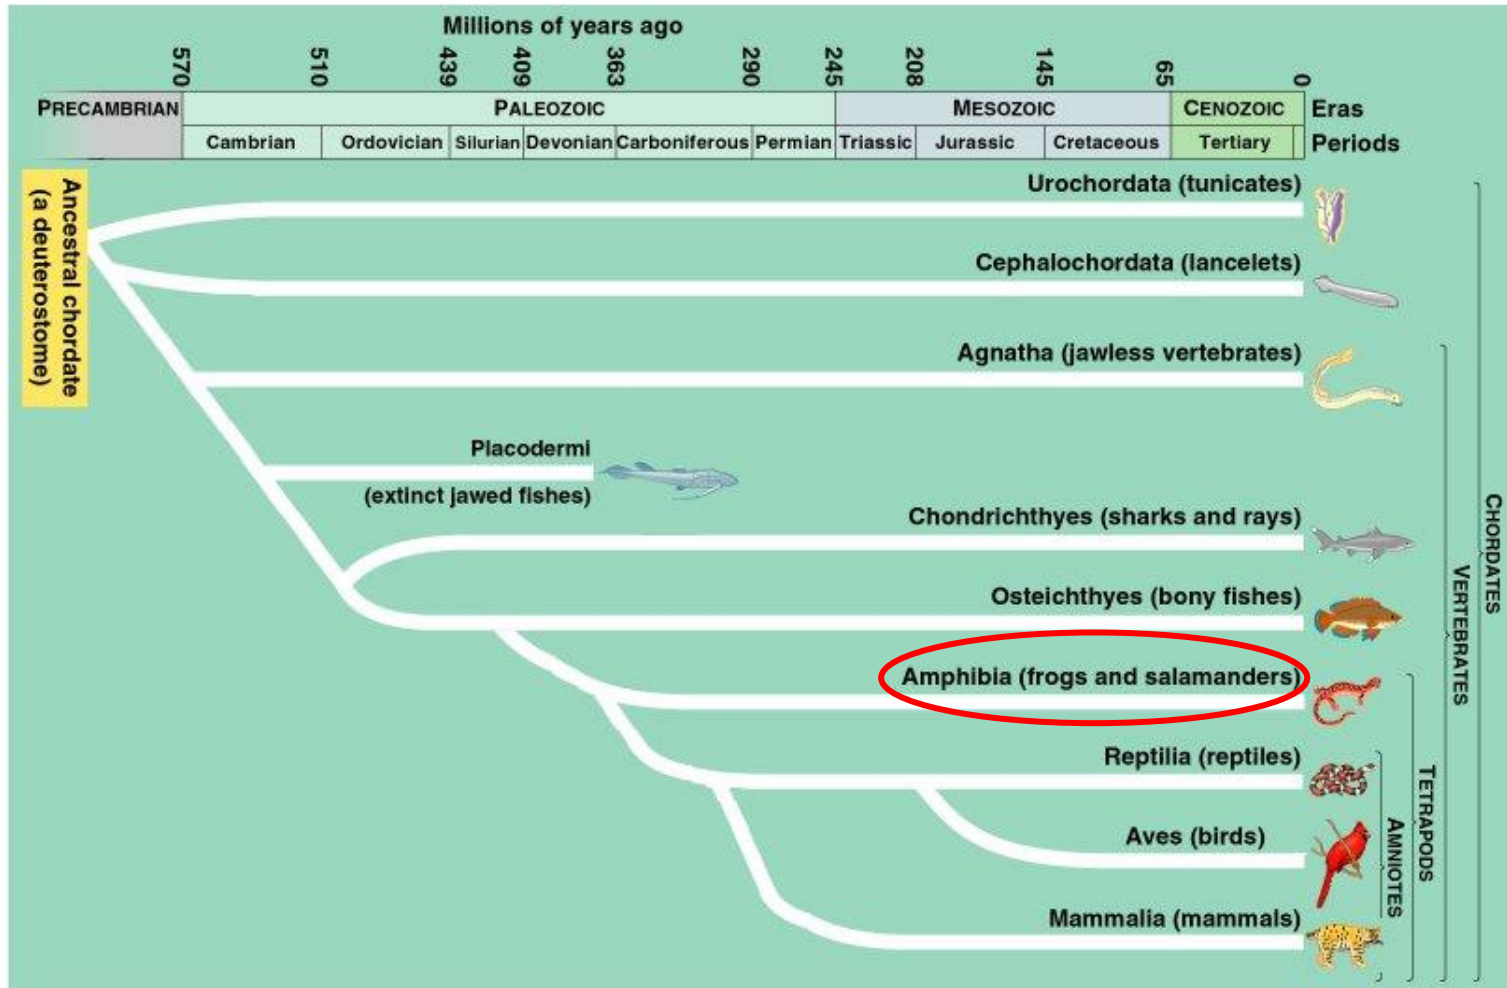 Millions of years ago
570 510 439 409 363 290 245 208 145 65 0
PRECAMBRIAN PALEOZOIC MESOZOIC CENOZOIC Eras
Cambrian Ordovician Silurian Devonian Carboniferous Permian Triassic Jurassic Cretaceous Tertiary Periods
Ancestral chordate
(a deuterostome)
Urochordata (tunicates)
Cephalochordata (lancelets)
Agnatha (jawless vertebrates)
Placodermi
(extinct jawed fishes)
Chondrichthyes (sharks and rays)
Osteichthyes (bony fishes)
Amphibia (frogs and salamanders)
Reptilia (reptiles)
Aves (birds)
Mammalia (mammals)
CHORDATES
VERTEBRATES
TETRAPODS
AMNIOTES